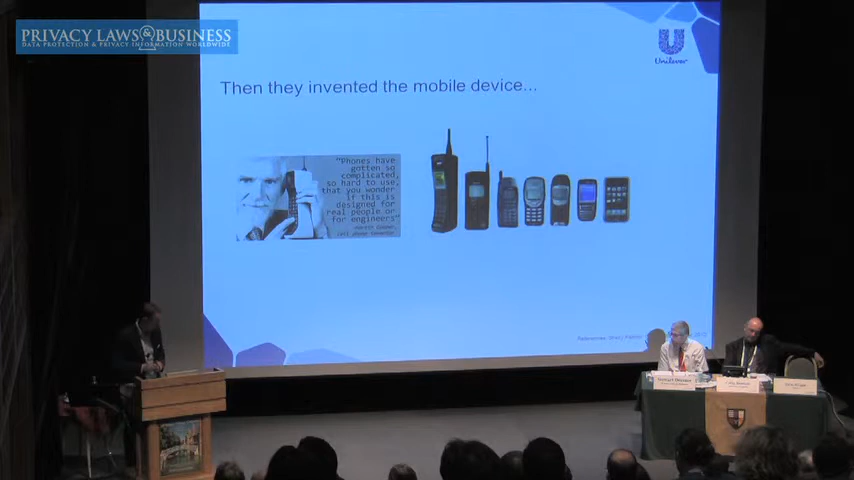 PRIVACY LAWS & BUSINESS
DATA PROTECTION & PRIVACY INFORMATION WORLDWIDE
Unilever
Then they invented the mobile device...
"Phones have
gotten so
complicated,
so hard to use,
that you wonder
if this is
designed for
real people or
for engineers"